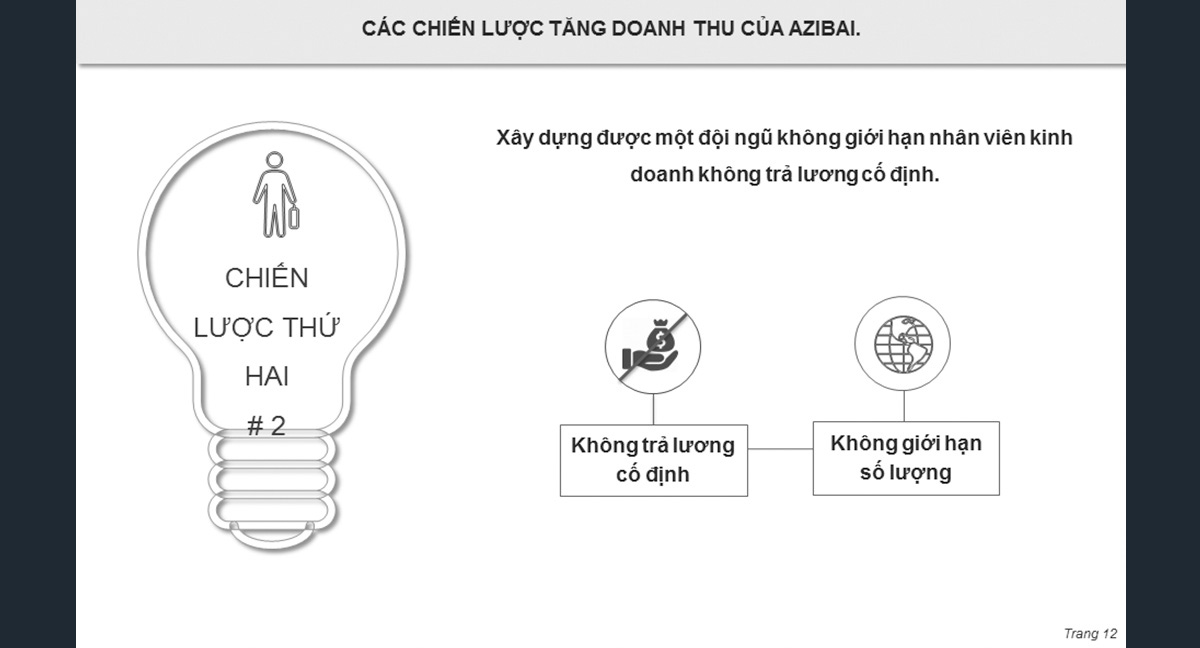 CÁC CHIẾN LƯỢC TĂNG DOANH THU CỦA AZIBAI.
Xây dựng được một đội ngũ không giới hạn nhân viên kinh
doanh không trả lương cố định.
CHIẾN
LƯỢC THỨ
HAI
# 2
Không trả lương
cố định
Không giới hạn
số lượng
Trang 12